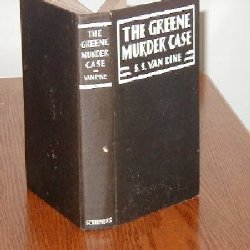 THE
GREENE
MURDER
CASE
VAN DINE
SCRIBNERS
THE GREENE
MURDER CASE
S. S. VAN DINE